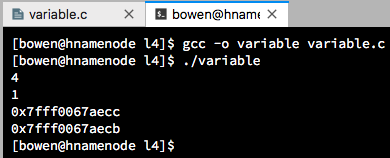 variable.c
bowen@hname
[bowen@hnamenode l4]$ gcc -o variable variable.c
[bowen@hnamenode l4]$ ./variable
4
1
0x7fff0067aecc
0x7fff0067aecb
[bowen@hnamenode l4]$